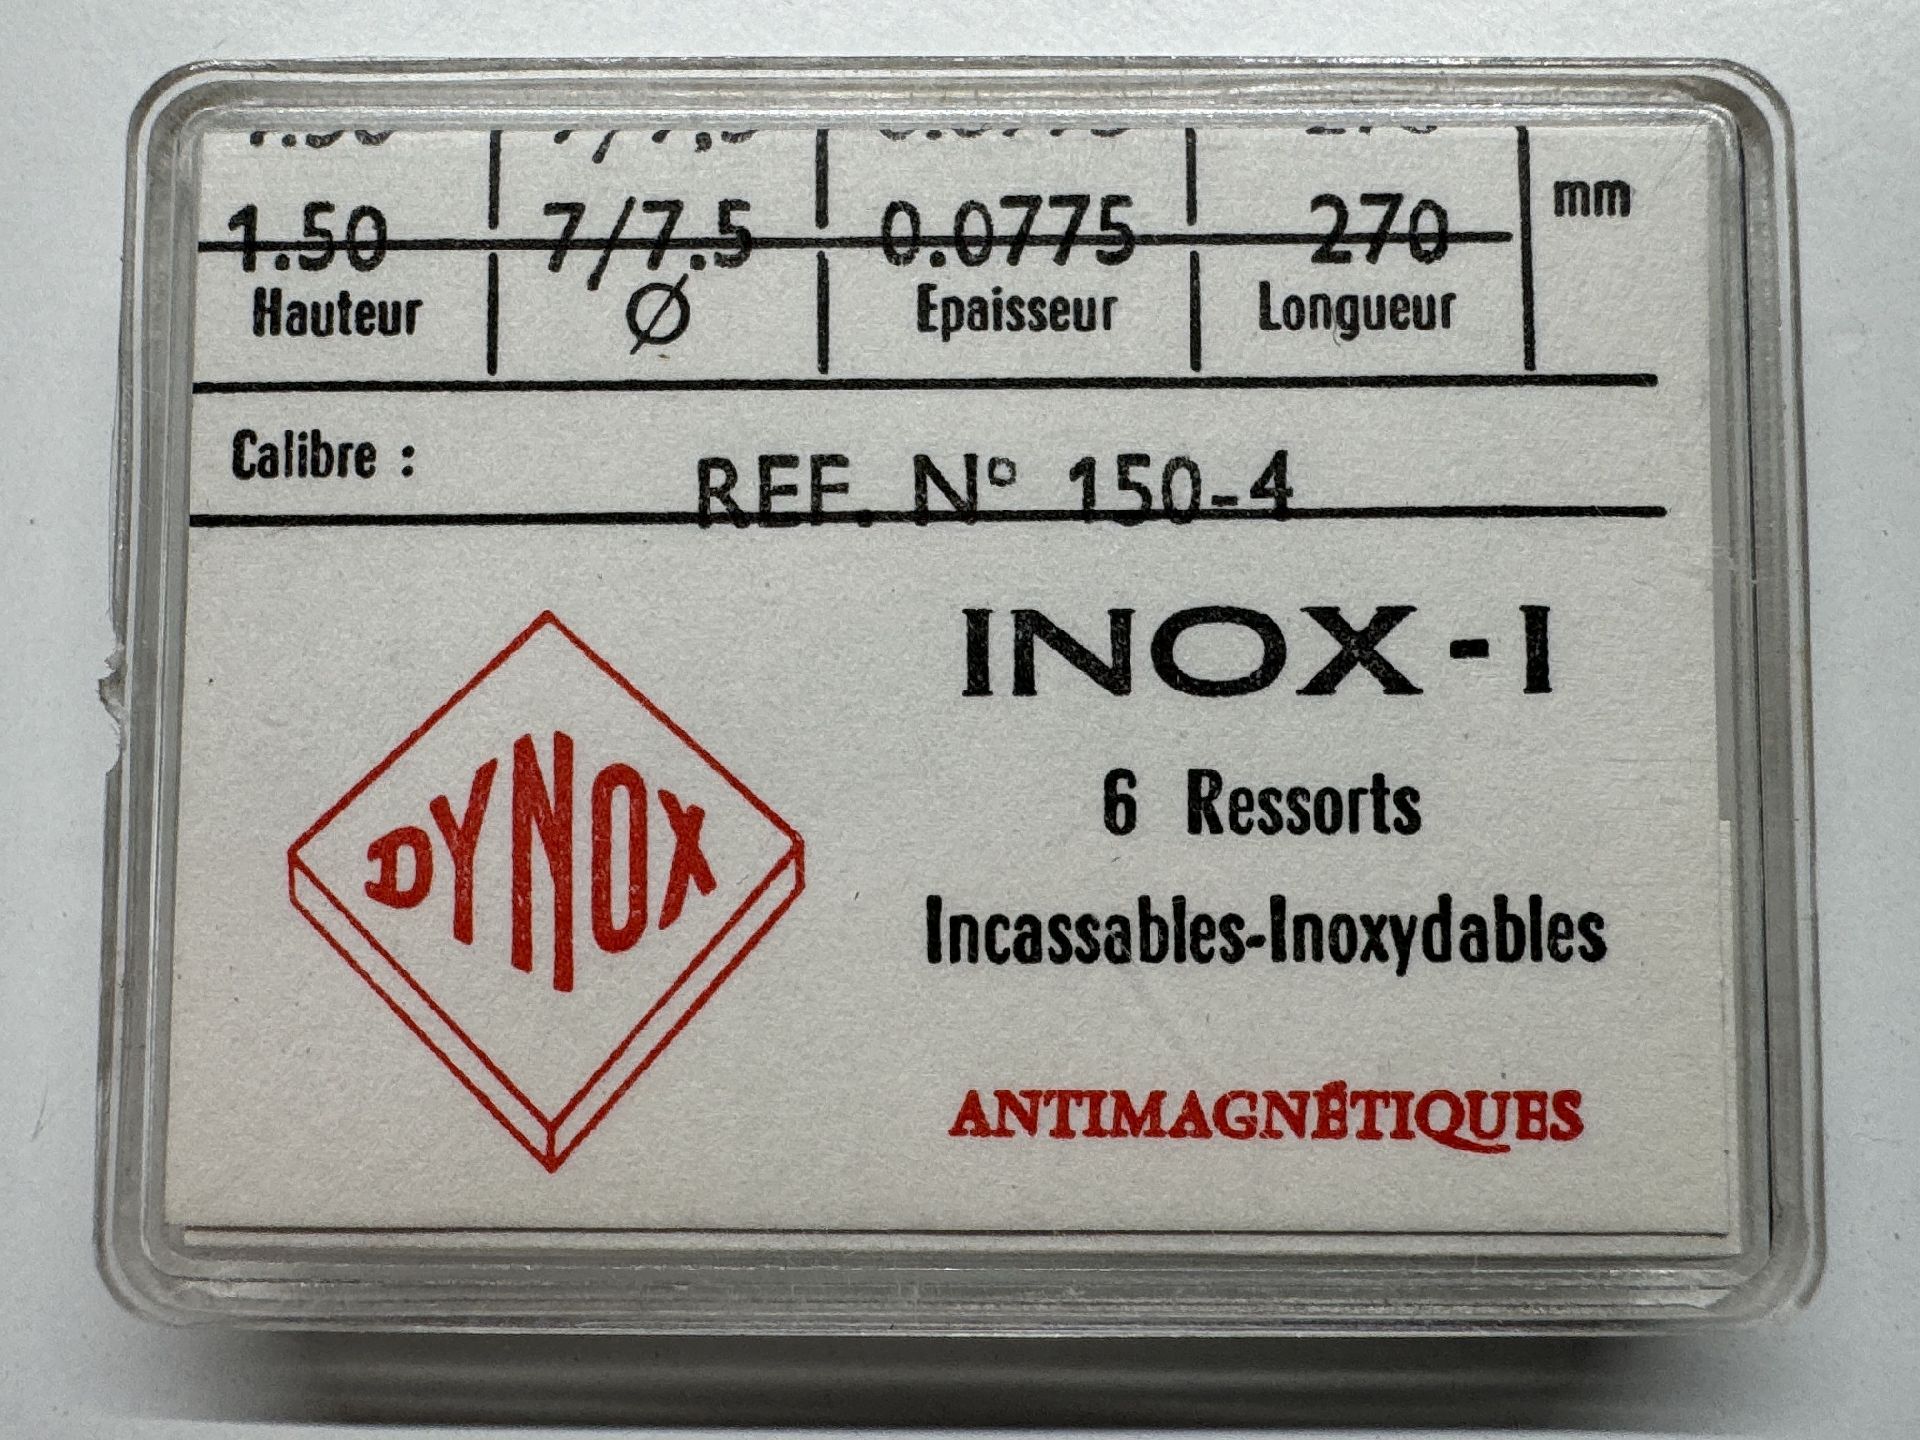 1.50 7/7.5 0.0775 270 mm
Hauteur Ø Epaisseur Longueur
Calibre : REF. N° 150-4
DYNOX
INOX-I
6 Ressorts
Incassables-Inoxydables
ANTIMAGNÉTIQUES